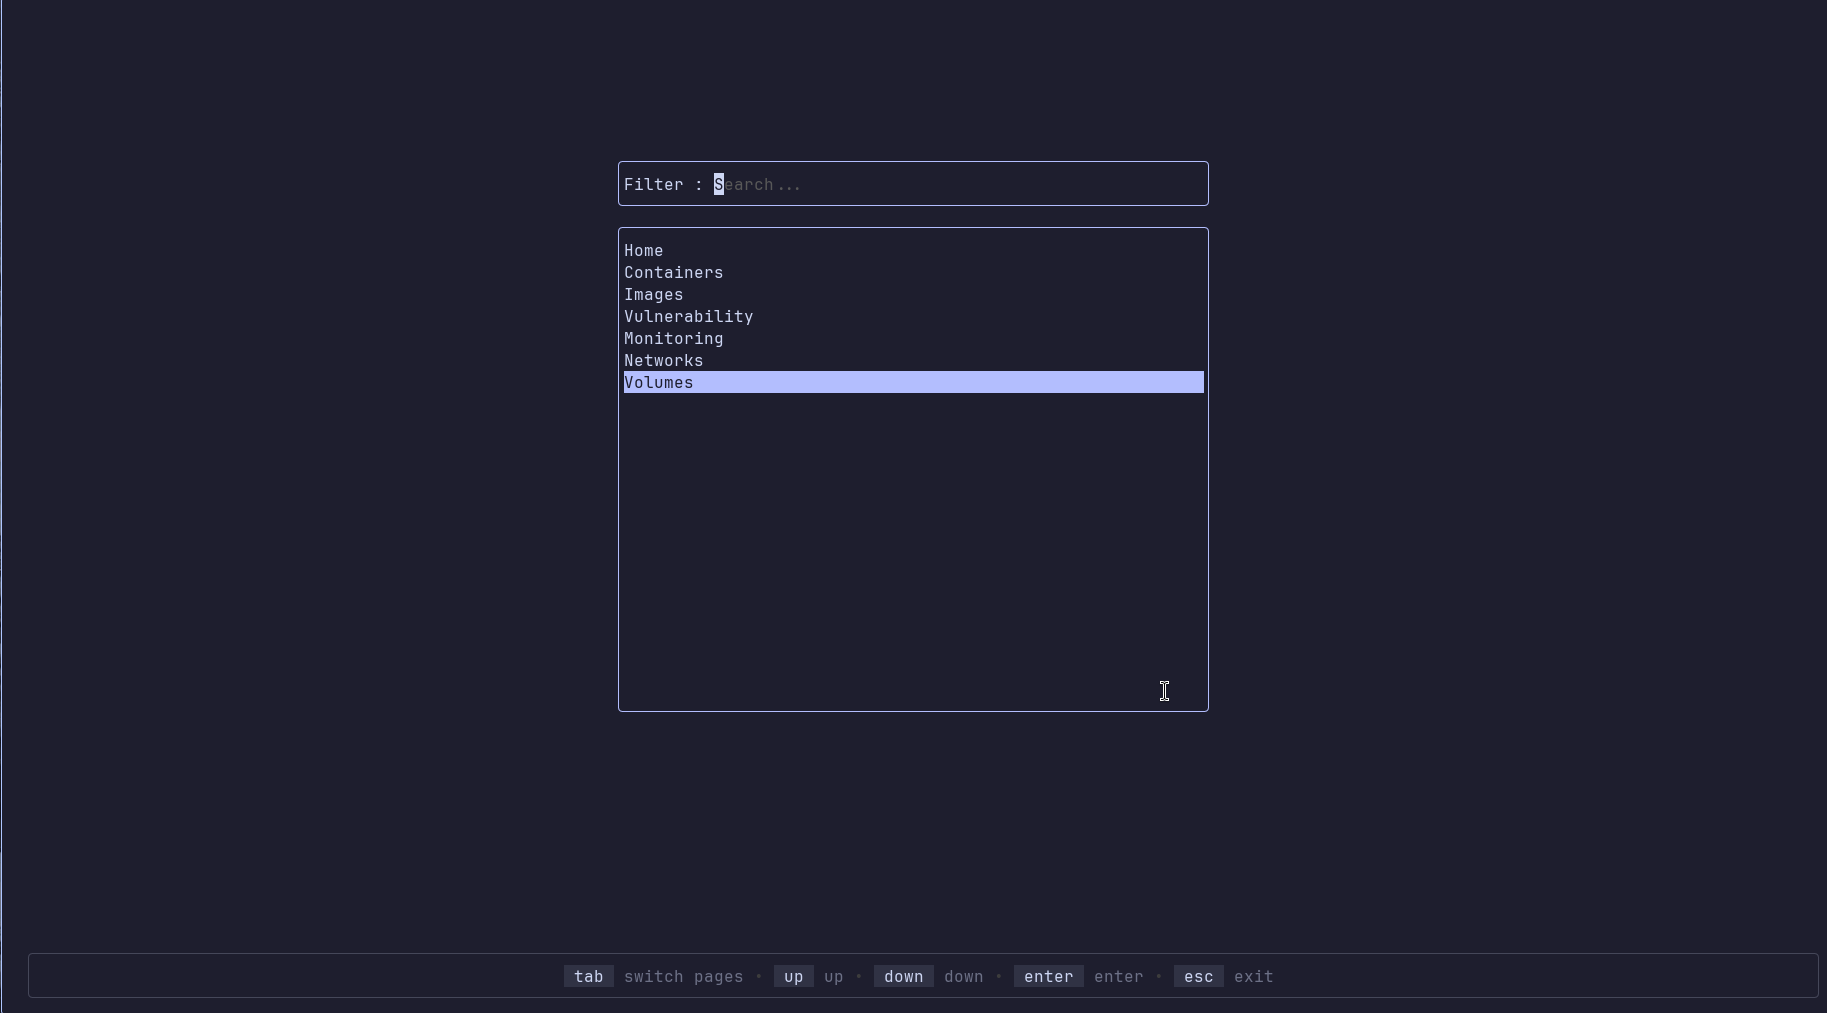 Filter : Search...
Home
Containers
Images
Vulnerability
Monitoring
Networks
Volumes
tab switch pages • up up • down down • enter enter • esc exit